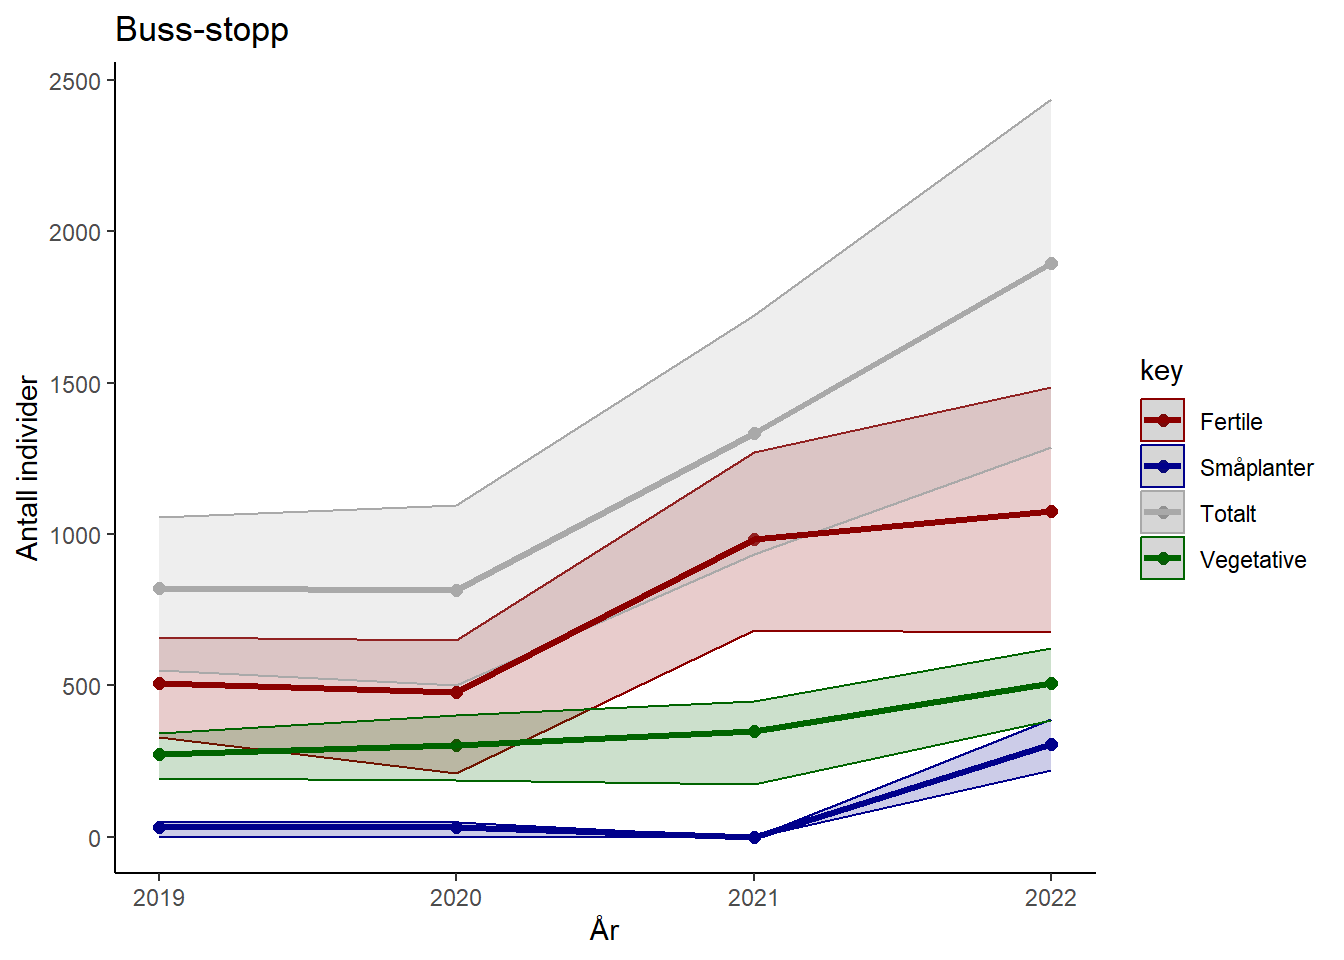 Buss-stopp
2500
2000
1500
1000
500
0
Antall individer
2019
2020
2021
2022
År
key
Fertile
Småplanter
Totalt
Vegetative